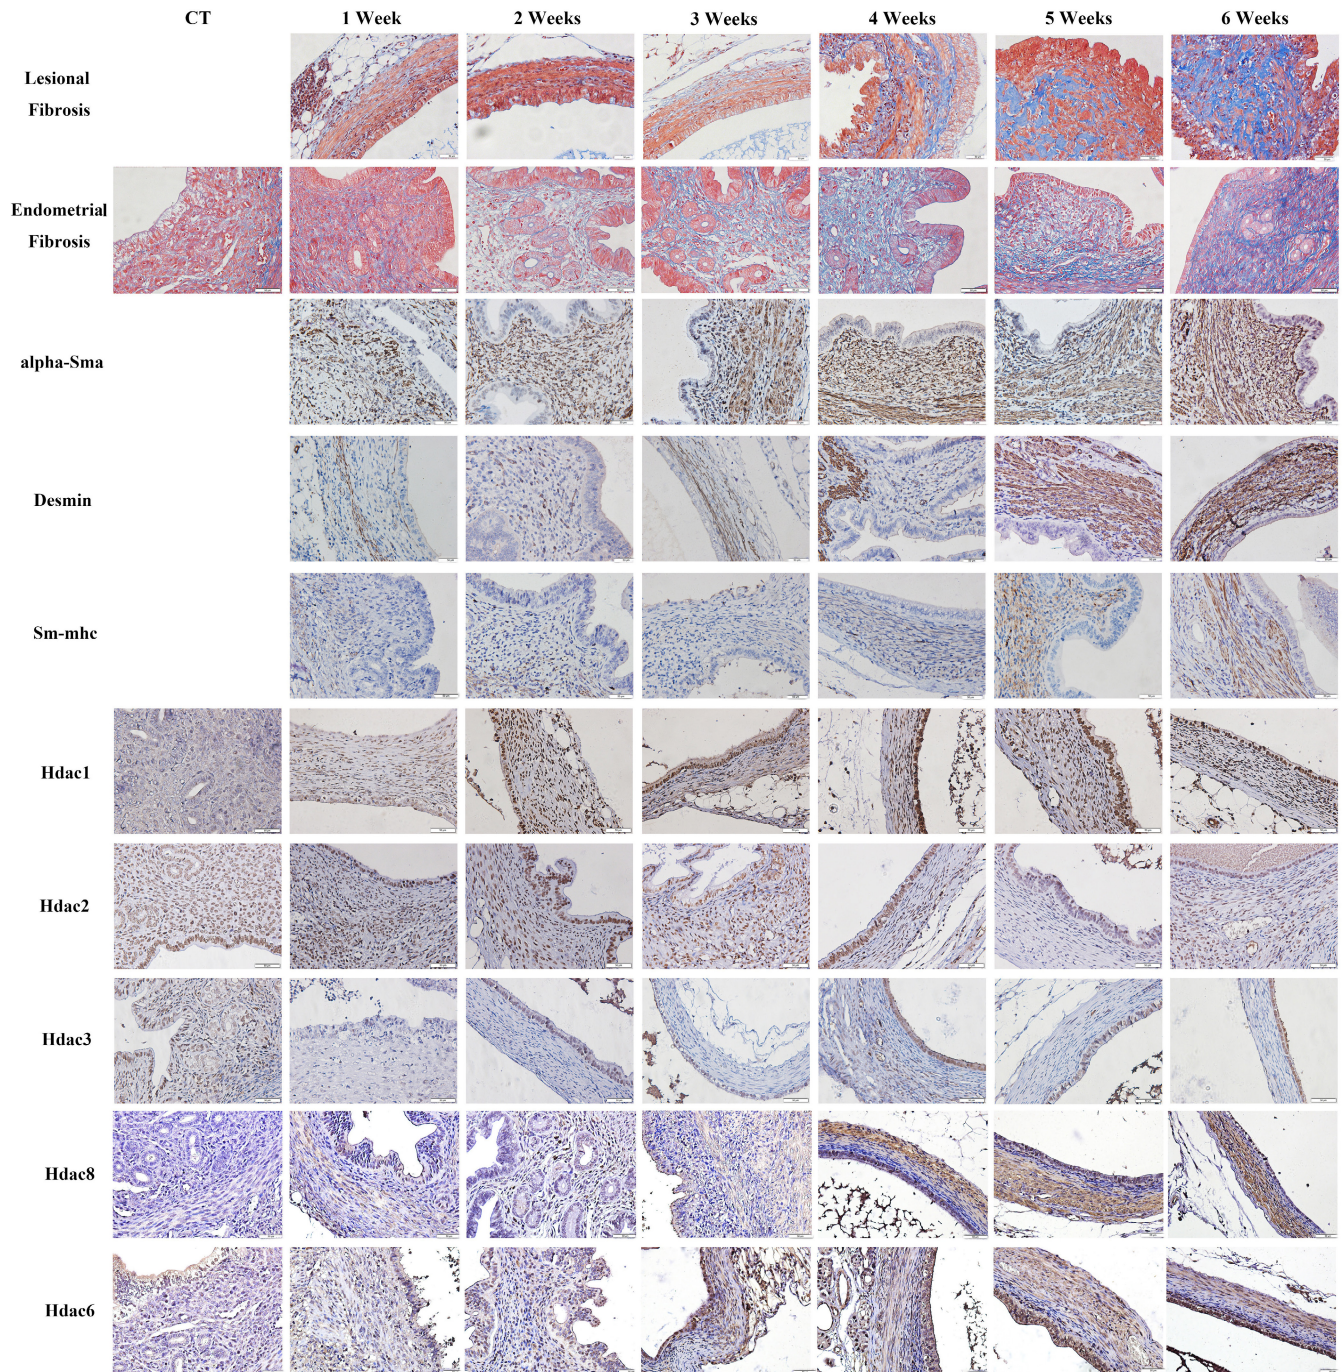 CT 1 Week 2 Weeks 3 Weeks 4 Weeks 5 Weeks 6 Weeks
Lesional
Fibrosis
Endometrial
Fibrosis
alpha-Sma
Desmin
Sm-mhc
Hdac1
Hdac2
Hdac3
Hdac8
Hdac6